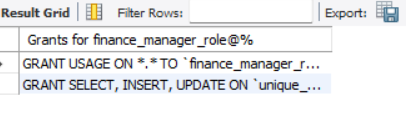 Result Grid Filter Rows: Export:
Grants for finance_manager_role@%
GRANT USAGE ON *.* TO `finance_manager_r...
GRANT SELECT, INSERT, UPDATE ON `unique_...